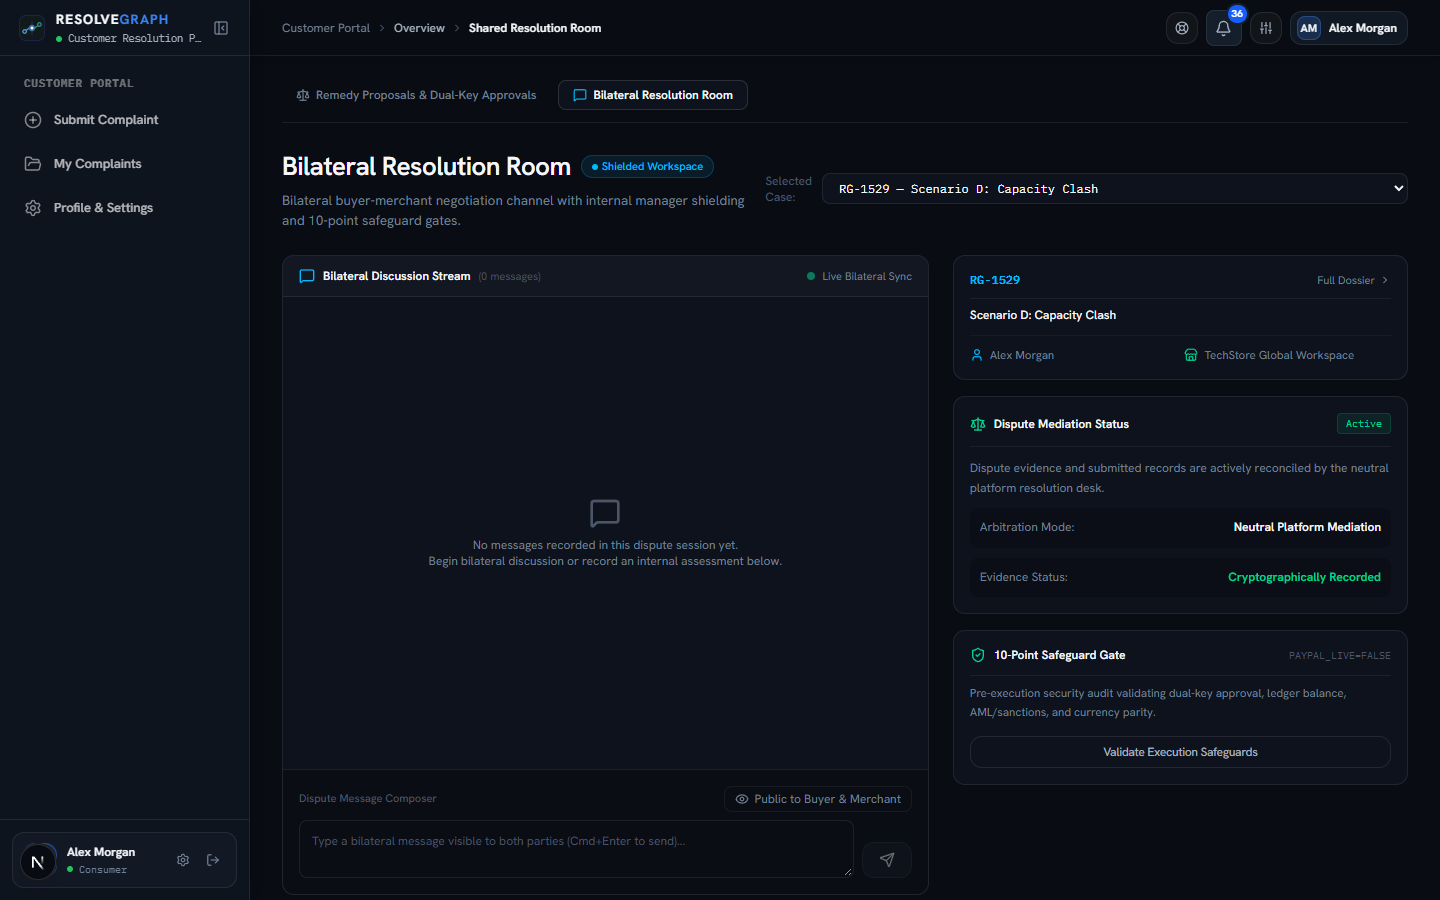 RESOLVEGRAPH
Customer Resolution P…
CUSTOMER PORTAL
Submit Complaint
My Complaints
Profile & Settings
Alex Morgan
Consumer
N
Customer Portal > Overview > Shared Resolution Room
36
AM Alex Morgan
Remedy Proposals & Dual-Key Approvals
Bilateral Resolution Room
Bilateral Resolution Room
Shielded Workspace
Bilateral buyer-merchant negotiation channel with internal manager shielding
and 10-point safeguard gates.
Selected
Case:
RG-1529 — Scenario D: Capacity Clash
Bilateral Discussion Stream (0 messages)
Live Bilateral Sync
No messages recorded in this dispute session yet.
Begin bilateral discussion or record an internal assessment below.
Dispute Message Composer
Public to Buyer & Merchant
Type a bilateral message visible to both parties (Cmd+Enter to send)...
RG-1529
Full Dossier >
Scenario D: Capacity Clash
Alex Morgan
TechStore Global Workspace
Dispute Mediation Status
Active
Dispute evidence and submitted records are actively reconciled by the neutral
platform resolution desk.
Arbitration Mode:
Neutral Platform Mediation
Evidence Status:
Cryptographically Recorded
10-Point Safeguard Gate
PAYPAL_LIVE=FALSE
Pre-execution security audit validating dual-key approval, ledger balance,
AML/sanctions, and currency parity.
Validate Execution Safeguards